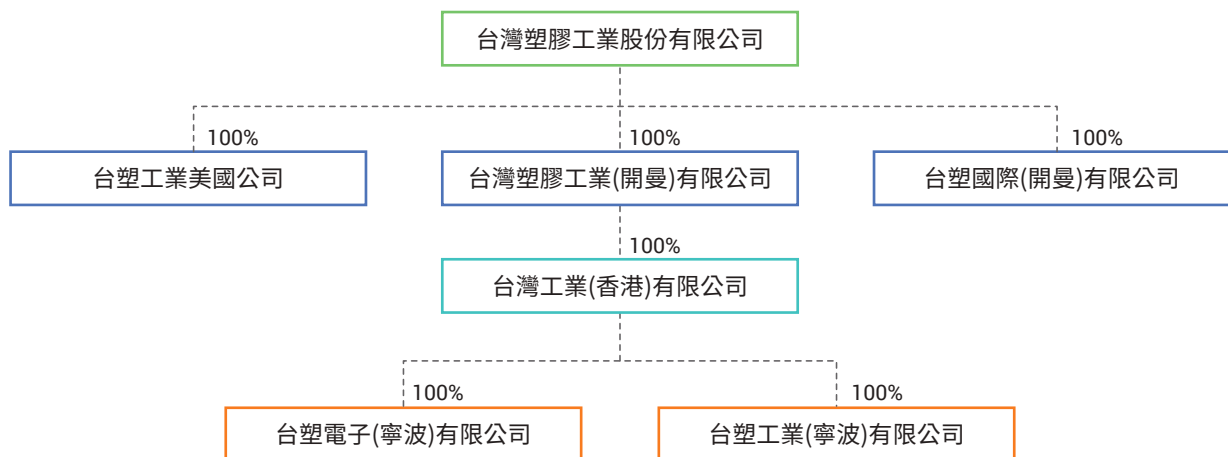 台灣塑膠工業股份有限公司
100%
100%
100%
台塑工業美國公司
台灣塑膠工業(開曼)有限公司
台塑國際(開曼)有限公司
100%
台灣工業(香港)有限公司
100%
100%
台塑電子(寧波)有限公司
台塑工業(寧波)有限公司